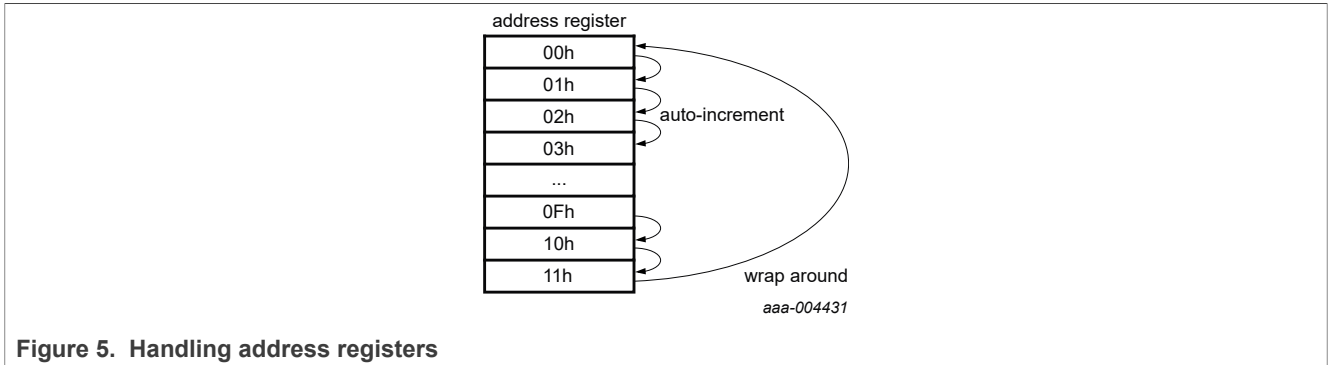 address register
00h
01h
02h
auto-increment
03h
...
0Fh
10h
11h
wrap around
aaa-004431
Figure 5. Handling address registers